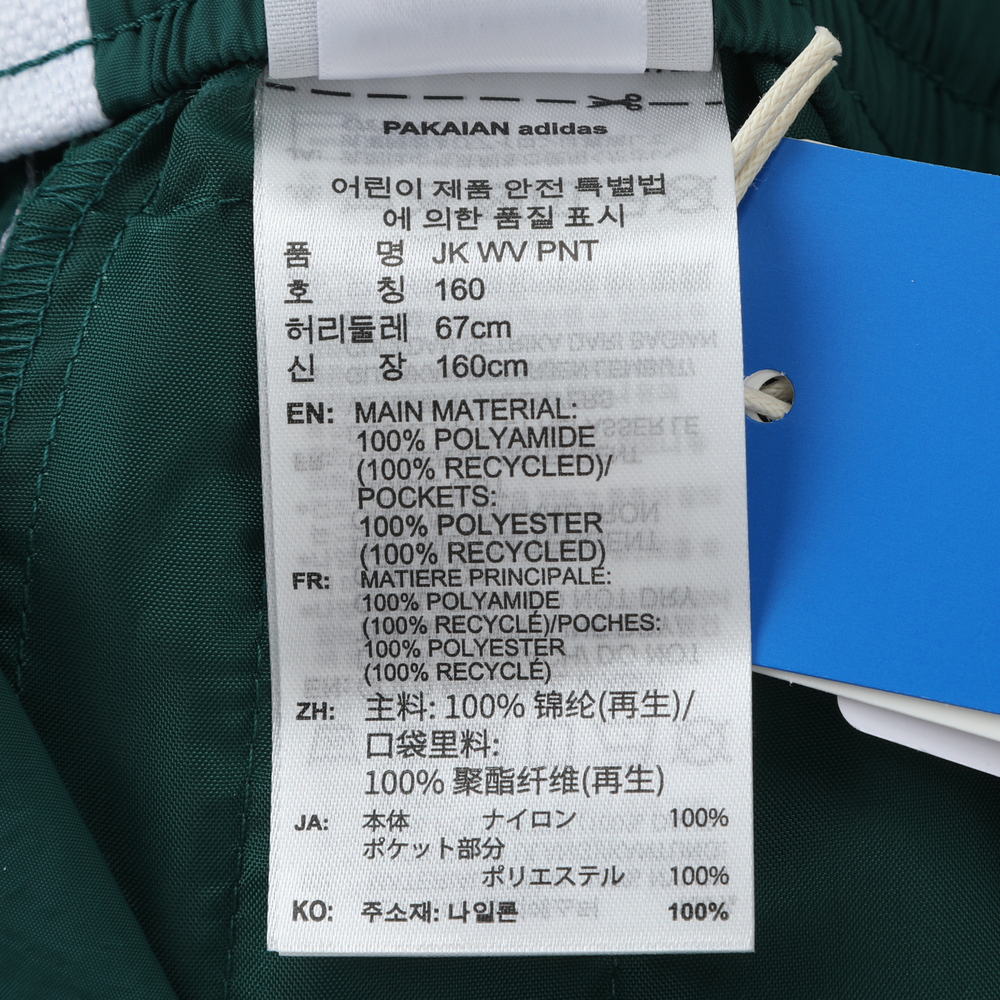 PAKAIAN adidas
어린이 제품 안전 특별법
에 의한 품질 표시
품 명 JK WV PNT
호 칭 160
허리둘레 67cm
신 장 160cm
EN: MAIN MATERIAL:
100% POLYAMIDE
(100% RECYCLED)/
POCKETS:
100% POLYESTER
(100% RECYCLED)
FR: MATIERE PRINCIPALE:
100% POLYAMIDE
(100% RECYCLÉ)/POCHES:
100% POLYESTER
(100% RECYCLÉ)
ZH: 主料: 100% 锦纶(再生)/
口袋里料:
100% 聚酯纤维(再生)
JA: 本体 ナイロン 100%
ポケット部分
ポリエステル 100%
KO: 주소재: 나일론 100%